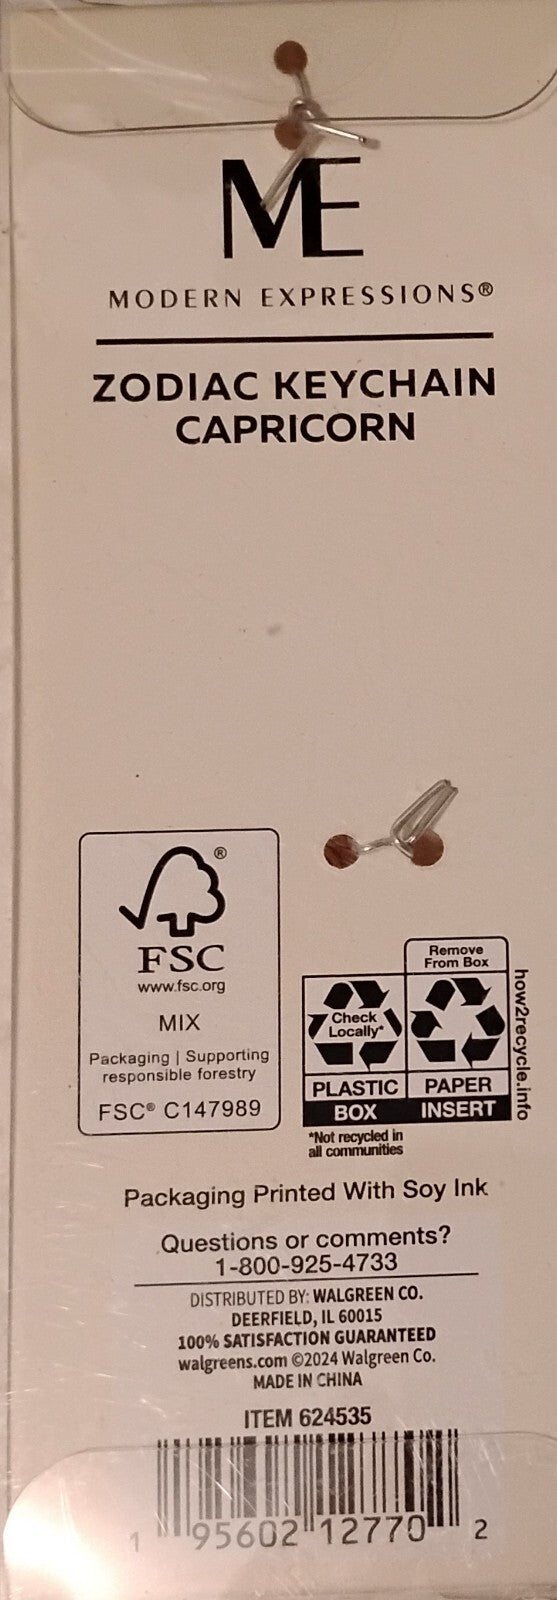 ME
MODERN EXPRESSIONS®
ZODIAC KEYCHAIN
CAPRICORN
®
FSC
www.fsc.org
MIX
Packaging | Supporting
responsible forestry
FSC® C147989
Remove
From Box
Check
Locally*
PLASTIC
BOX
PAPER
INSERT
how2recycle.info
*Not recycled in
all communities
Packaging Printed With Soy Ink
Questions or comments?
1-800-925-4733
DISTRIBUTED BY: WALGREEN CO.
DEERFIELD, IL 60015
100% SATISFACTION GUARANTEED
walgreens.com ©2024 Walgreen Co.
MADE IN CHINA
ITEM 624535
1 95602 12770 2